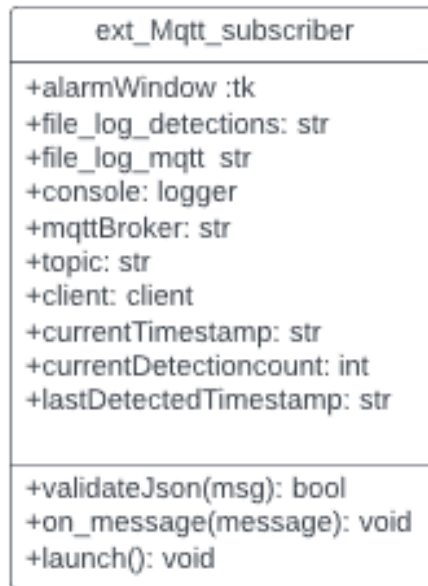 ext_Mqtt_subscriber
+alarmWindow :tk
+file_log_detections: str
+file_log_mqtt str
+console: logger
+mqttBroker: str
+topic: str
+client: client
+currentTimestamp: str
+currentDetectioncount: int
+lastDetectedTimestamp: str
+validateJson(msg): bool
+on_message(message): void
+launch(): void